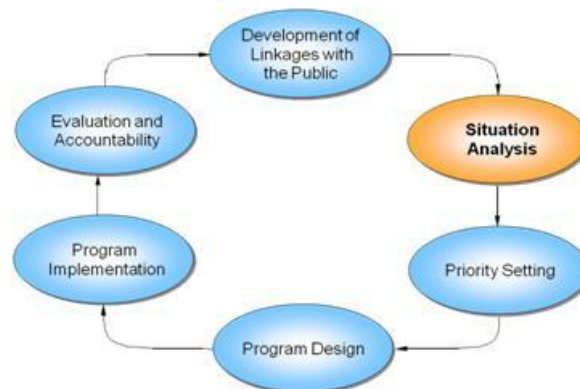 Development of
Linkages with
the Public
Situation
Analysis
Priority Setting
Program Design
Program
Implementation
Evaluation and
Accountability